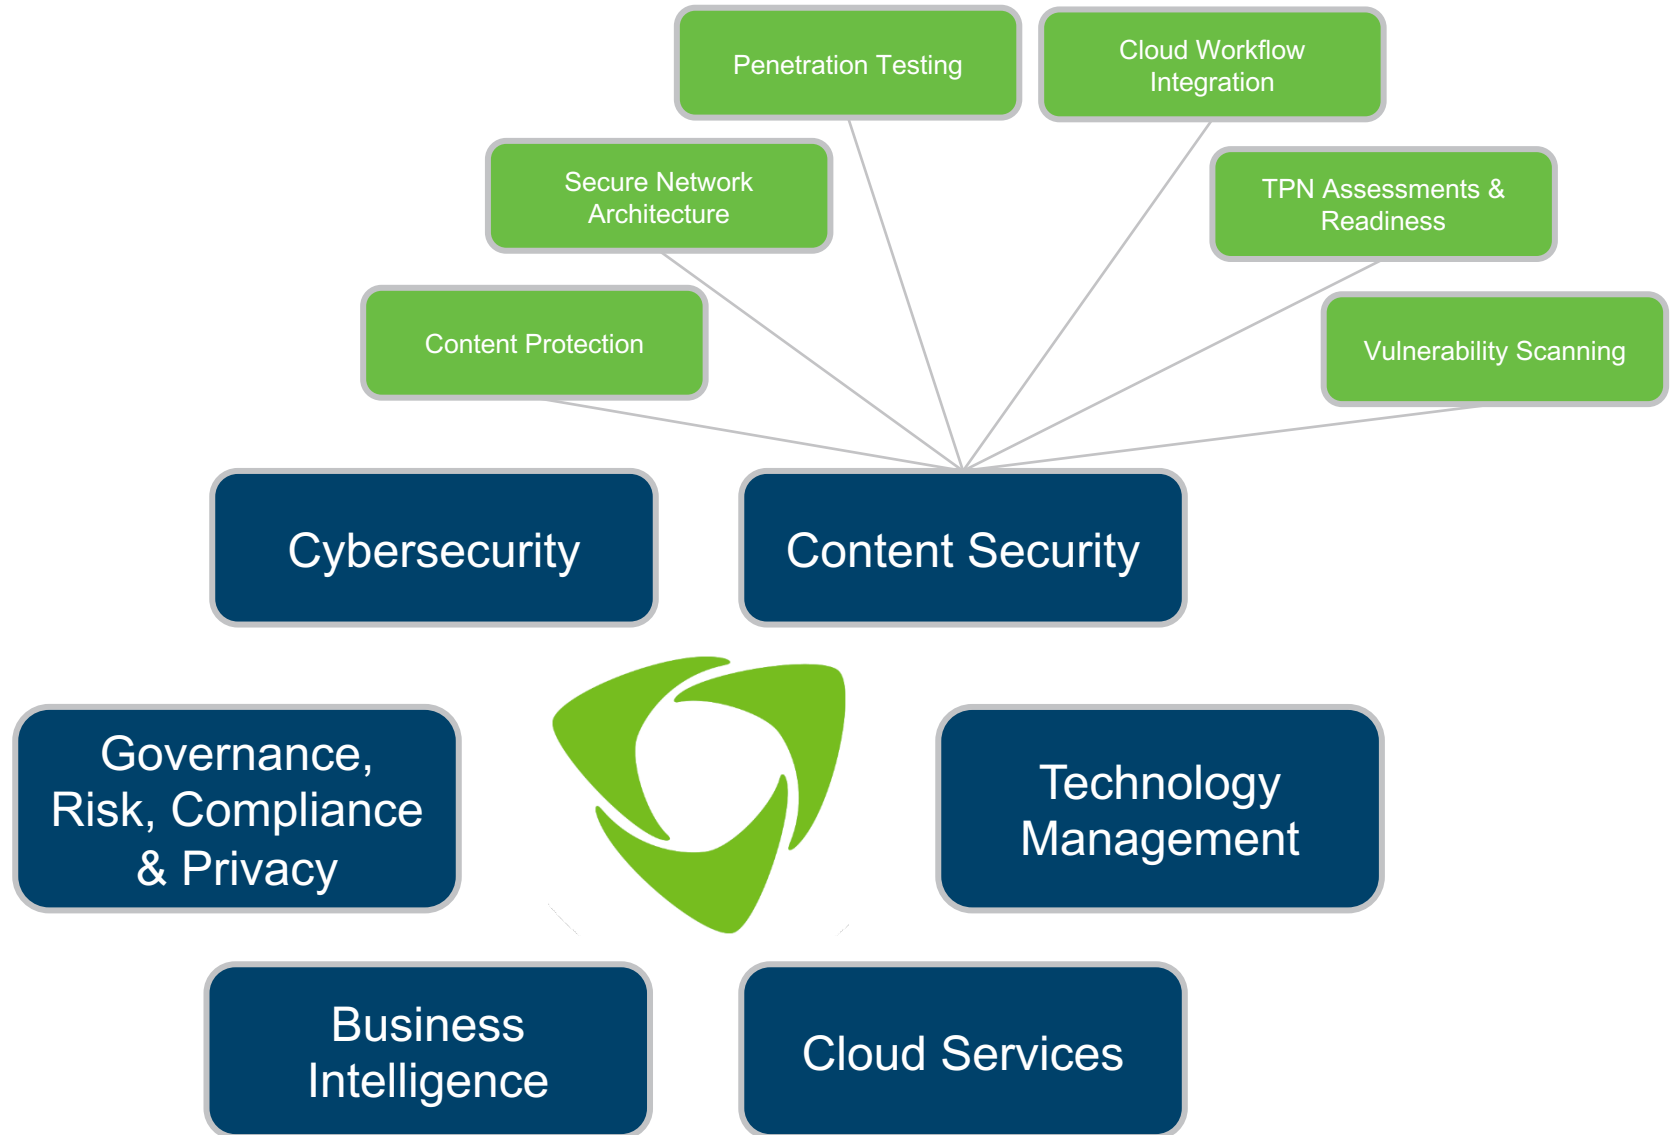 Penetration Testing
Cloud Workflow
Integration
Secure Network
Architecture
TPN Assessments &
Readiness
Content Protection
Vulnerability Scanning
Cybersecurity
Content Security
Governance,
Risk, Compliance
& Privacy
Technology
Management
Business
Intelligence
Cloud Services